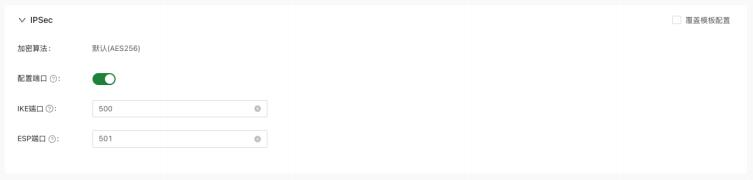 IPSec
覆盖模板配置
加密算法: 默认(AES256)
配置端口 ?:
IKE端口 ?: 500
ESP端口 ?: 501